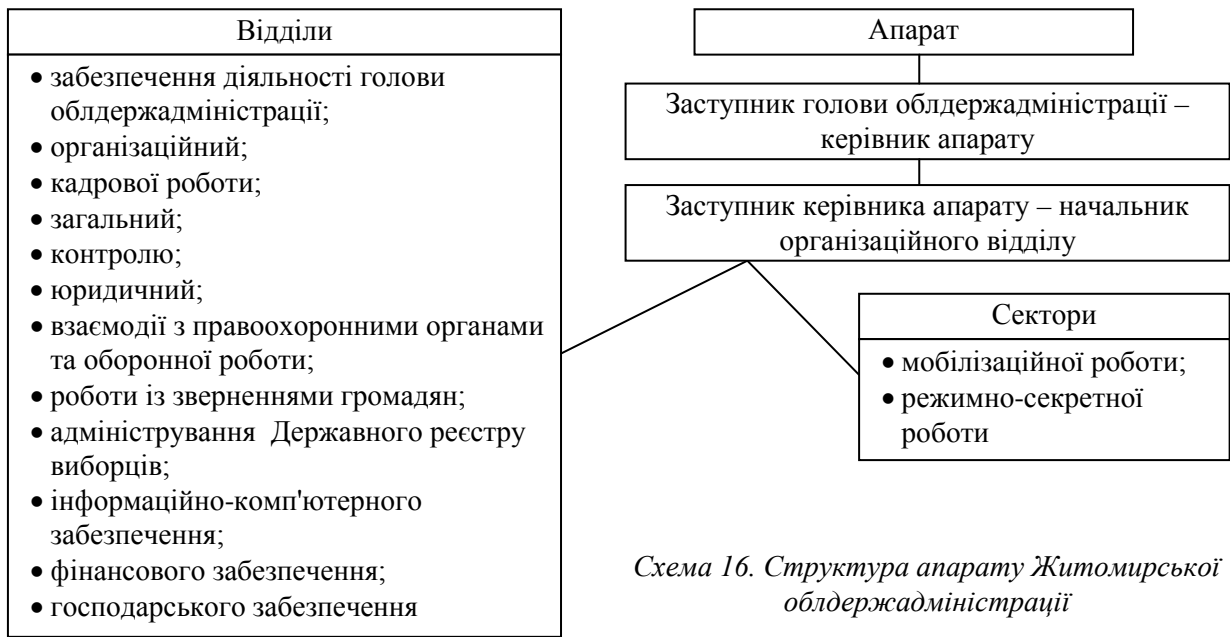 Відділи
• забезпечення діяльності голови
облдержадміністрації;
• організаційний;
• кадрової роботи;
• загальний;
• контролю;
• юридичний;
• взаємодії з правоохоронними органами
та оборонної роботи;
• роботи із зверненнями громадян;
• адміністрування Державного реєстру
виборців;
• інформаційно-комп'ютерного
забезпечення;
• фінансового забезпечення;
• господарського забезпечення
Апарат
Заступник голови облдержадміністрації –
керівник апарату
Заступник керівника апарату – начальник
організаційного відділу
Сектори
• мобілізаційної роботи;
• режимно-секретної
роботи
Схема 16. Структура апарату Житомирської
облдержадміністрації